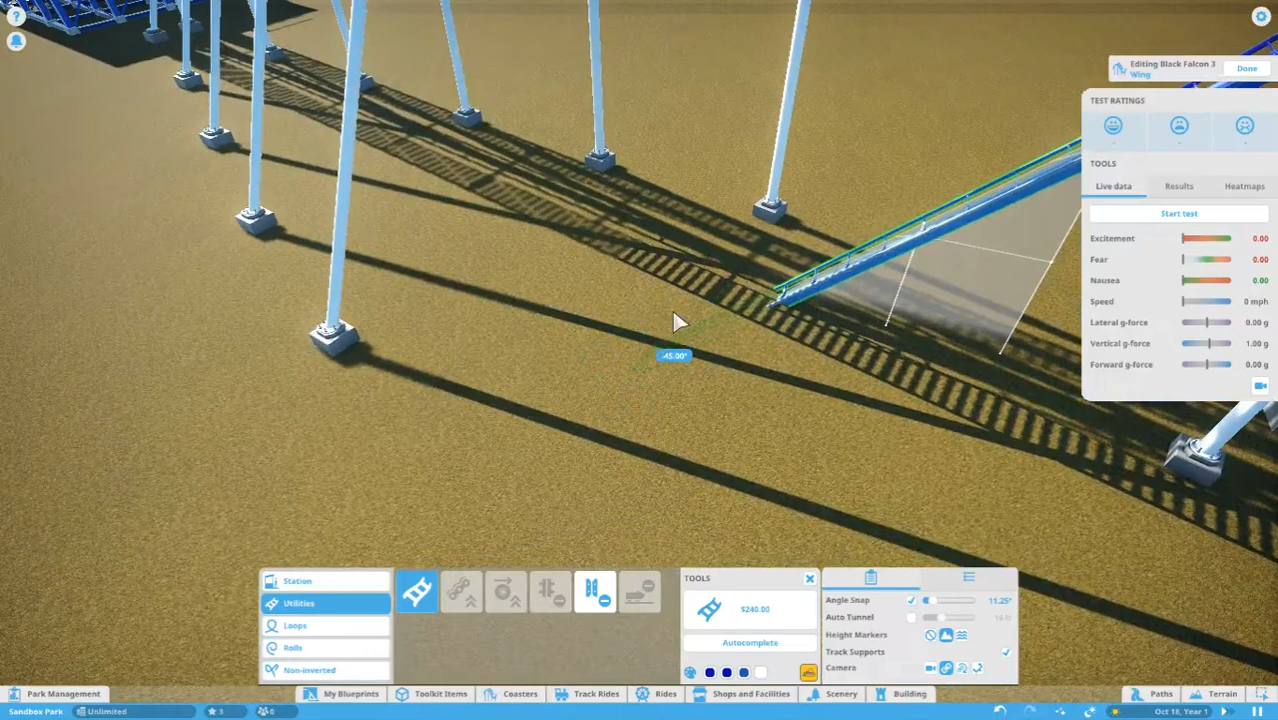 ?
Editing Black Falcon 3
Wing
Done
TEST RATINGS
- - -
TOOLS
Live data Results Heatmaps
Start test
Excitement 0.00
Fear 0.00
Nausea 0.00
Speed 0 mph
Lateral g-force 0.00 g
Vertical g-force 1.00 g
Forward g-force 0.00 g
-45.00°
Station
Utilities
Loops
Rolls
Non-inverted
TOOLS
$240.00
Autocomplete
Angle Snap 11.25°
Auto Tunnel
Height Markers
Track Supports
Camera
Park Management
My Blueprints
Toolkit Items
Coasters
Track Rides
Rides
Shops and Facilities
Scenery
Building
Paths
Terrain
Sandbox Park
Unlimited
3
0
Oct 18, Year 1